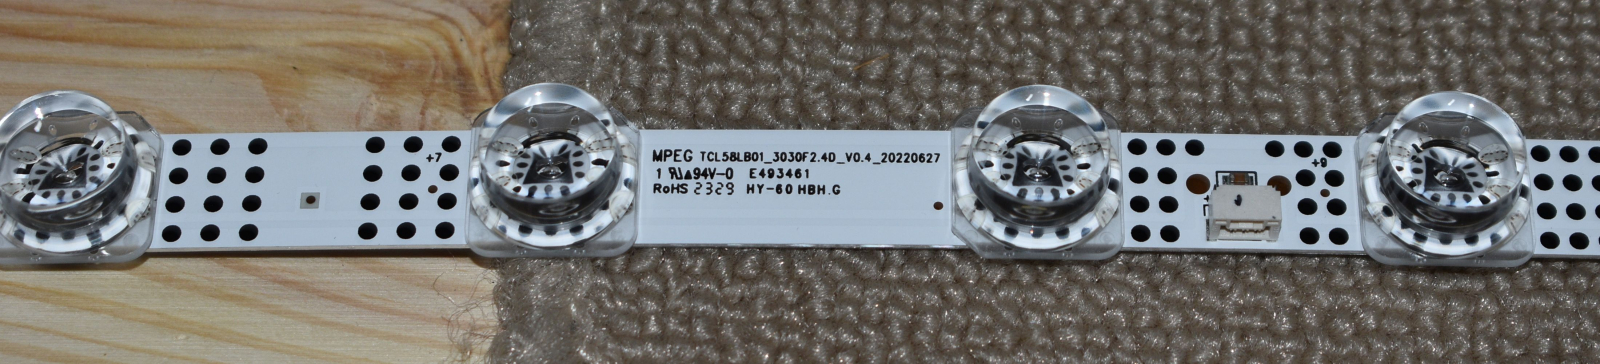 +7
MPEG TCL58LB01_3030F2.4D_V0.4_20220627
1 94V-0 E493461
RoHS 2329 HY-60 HBH.G
+9